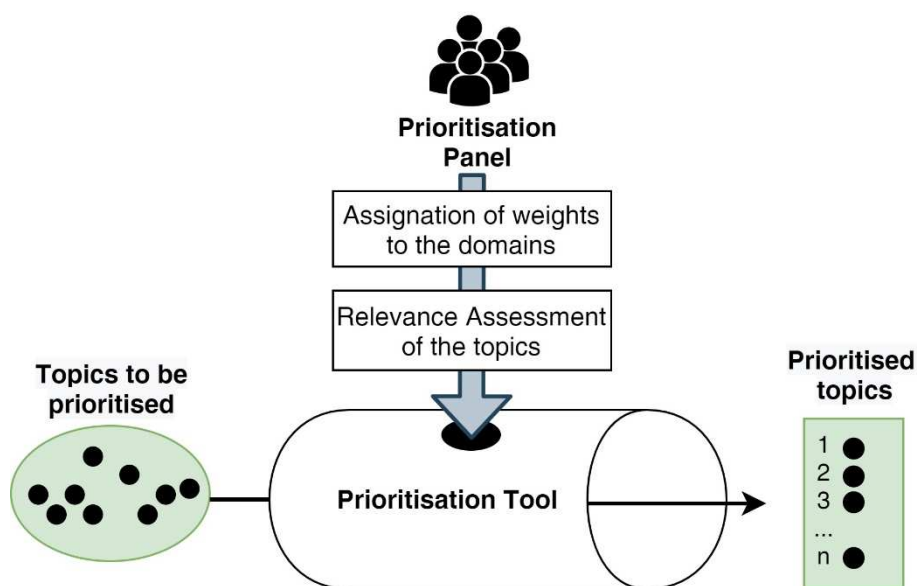 Prioritisation
Panel
Assignation of weights
to the domains
Relevance Assessment
of the topics
Topics to be
prioritised
Prioritisation Tool
Prioritised
topics
1
2
3
...
n